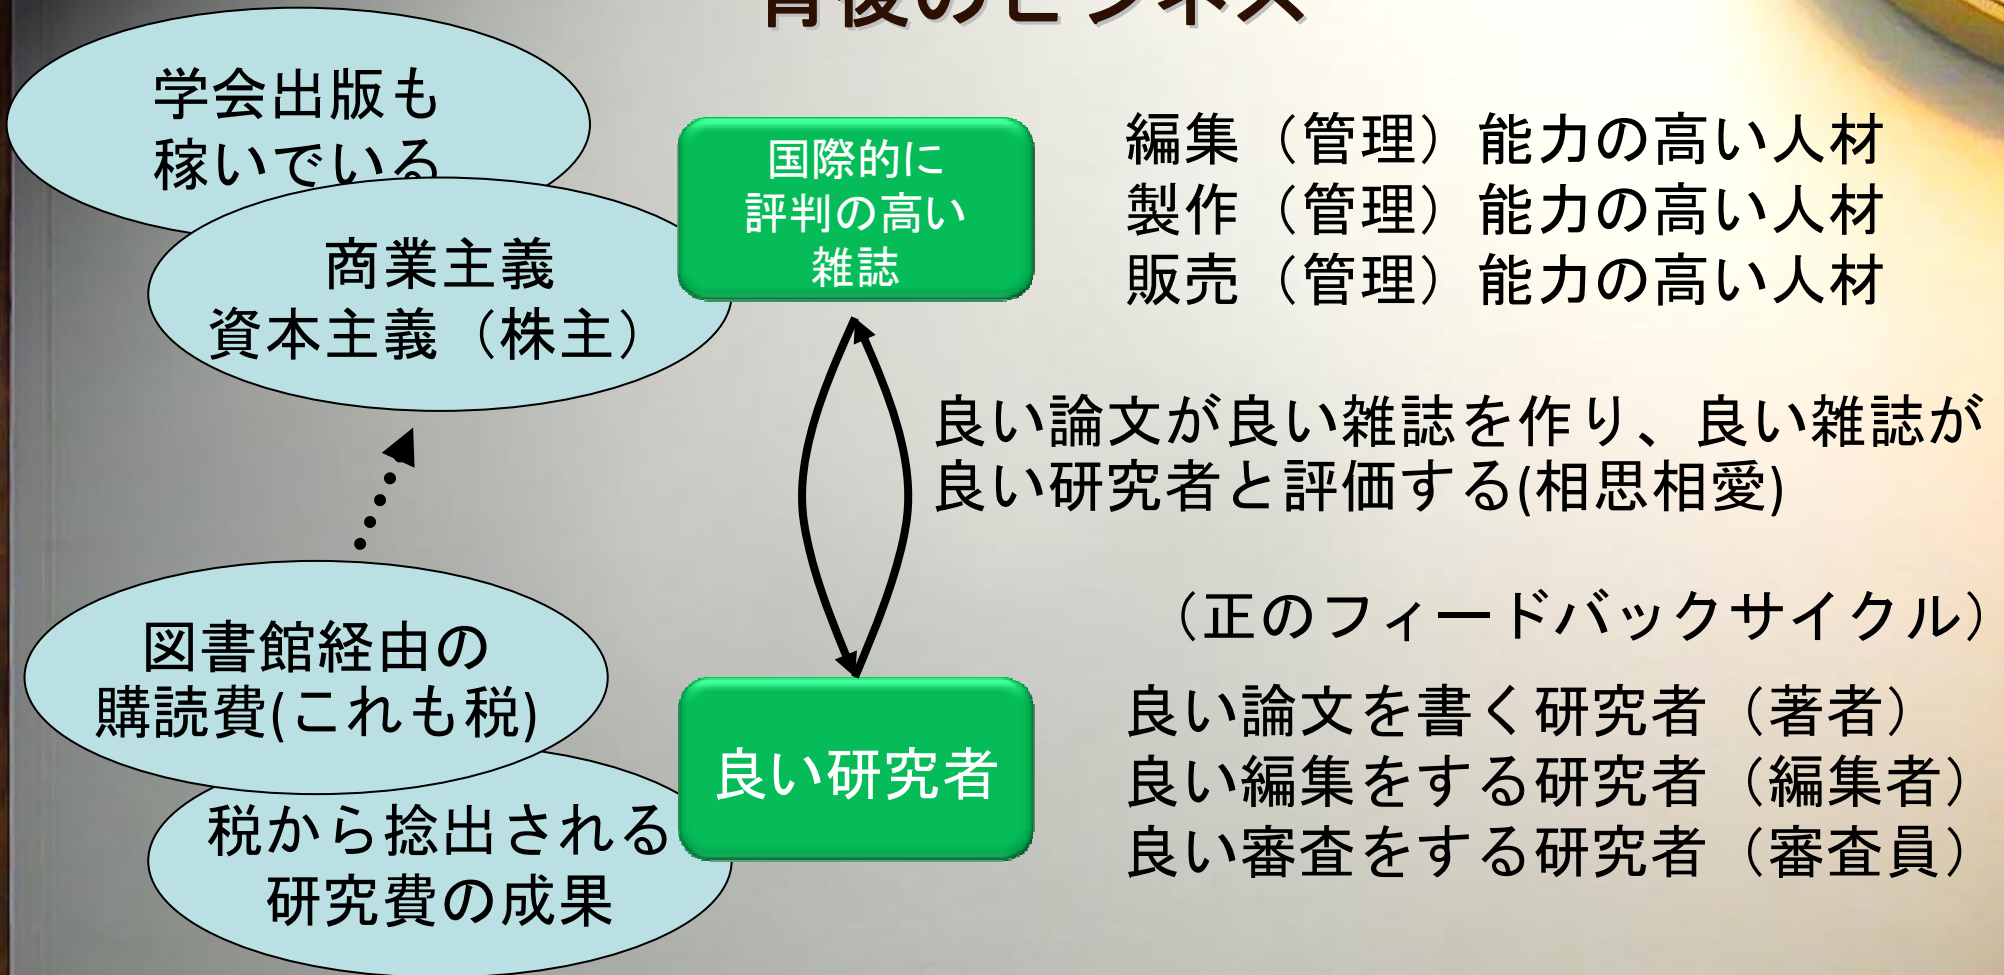 背後のビジネス
学会出版も
稼いでいる
商業主義
資本主義（株主）
国際的に
評判の高い
雑誌
編集（管理）能力の高い人材
製作（管理）能力の高い人材
販売（管理）能力の高い人材
良い論文が良い雑誌を作り、良い雑誌が
良い研究者と評価する(相思相愛)
（正のフィードバックサイクル）
図書館経由の
購読費(これも税)
税から捻出される
研究費の成果
良い研究者
良い論文を書く研究者（著者）
良い編集をする研究者（編集者）
良い審査をする研究者（審査員）